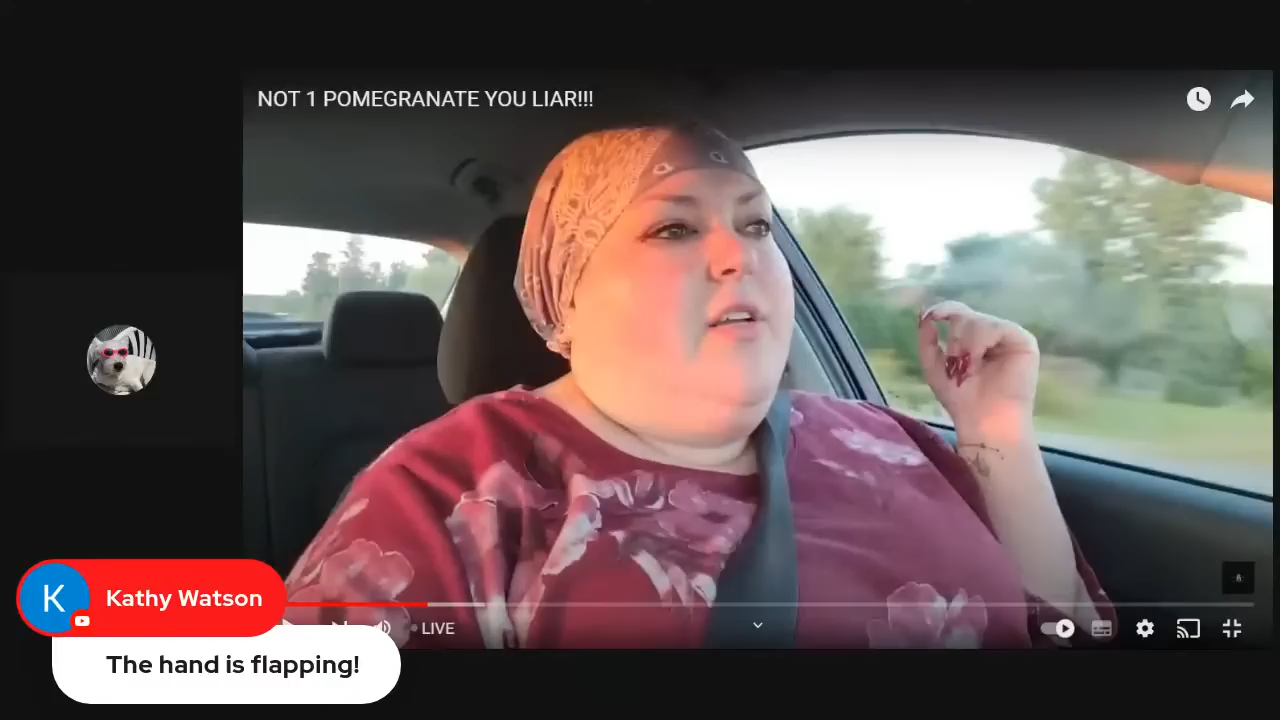 NOT 1 POMEGRANATE YOU LIAR!!!
K
Kathy Watson
LIVE
The hand is flapping!